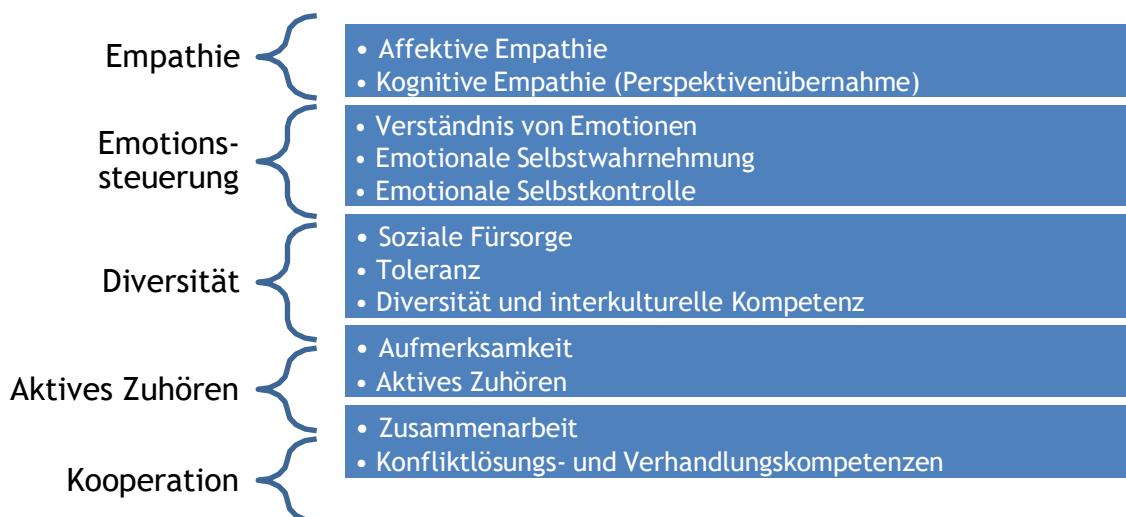 Empathie
• Affektive Empathie
• Kognitive Empathie (Perspektivenübernahme)
Emotions-
steuerung
• Verständnis von Emotionen
• Emotionale Selbstwahrnehmung
• Emotionale Selbstkontrolle
Diversität
• Soziale Fürsorge
• Toleranz
• Diversität und interkulturelle Kompetenz
Aktives Zuhören
• Aufmerksamkeit
• Aktives Zuhören
Kooperation
• Zusammenarbeit
• Konfliktlösungs- und Verhandlungskompetenzen